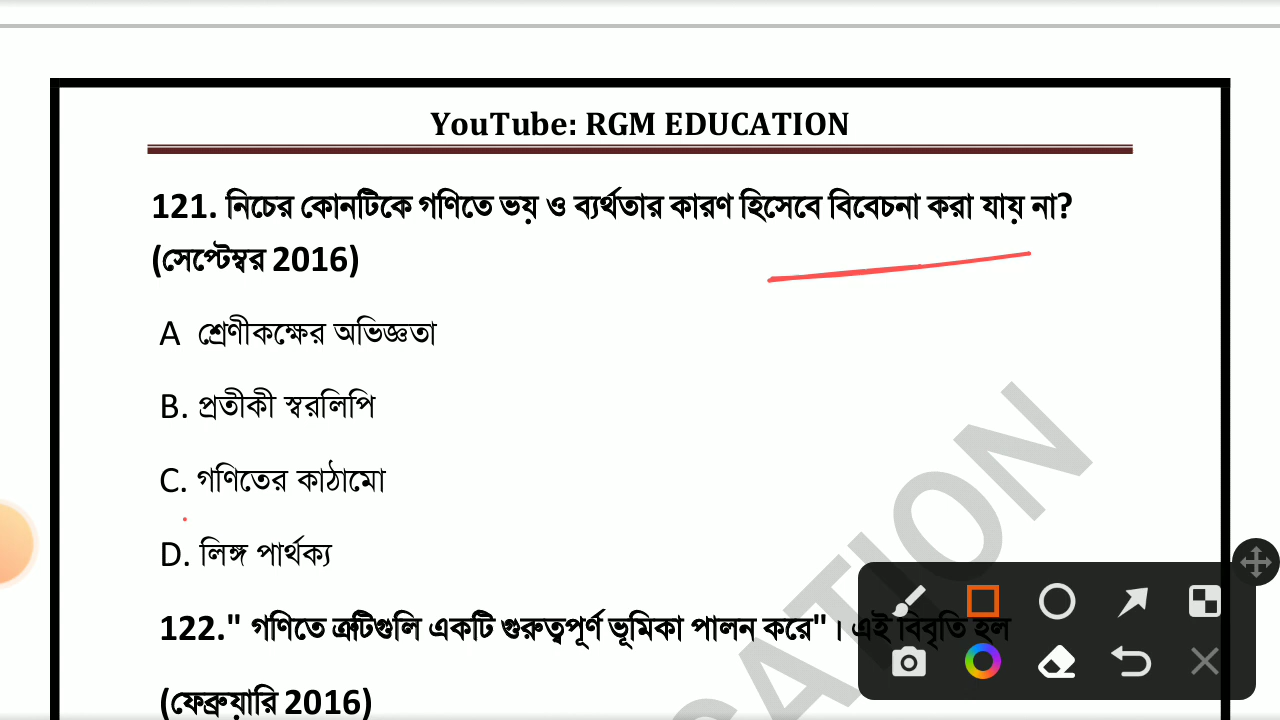 YouTube: RGM EDUCATION
121. নিচের কোনটিকে গণিতে ভয় ও ব্যর্থতার কারণ হিসেবে বিবেচনা করা যায় না?
(সেপ্টেম্বর 2016)
A শ্রেণীকক্ষের অভিজ্ঞতা
B. প্রতীকী স্বরলিপি
C. গণিতের কাঠামো
D. লিঙ্গ পার্থক্য
122." গণিতে ত্রুটিগুলি একটি গুরুত্বপূর্ণ ভূমিকা পালন করে"। এই বিবৃতি হল
(ফেব্রুয়ারি 2016)
CATION